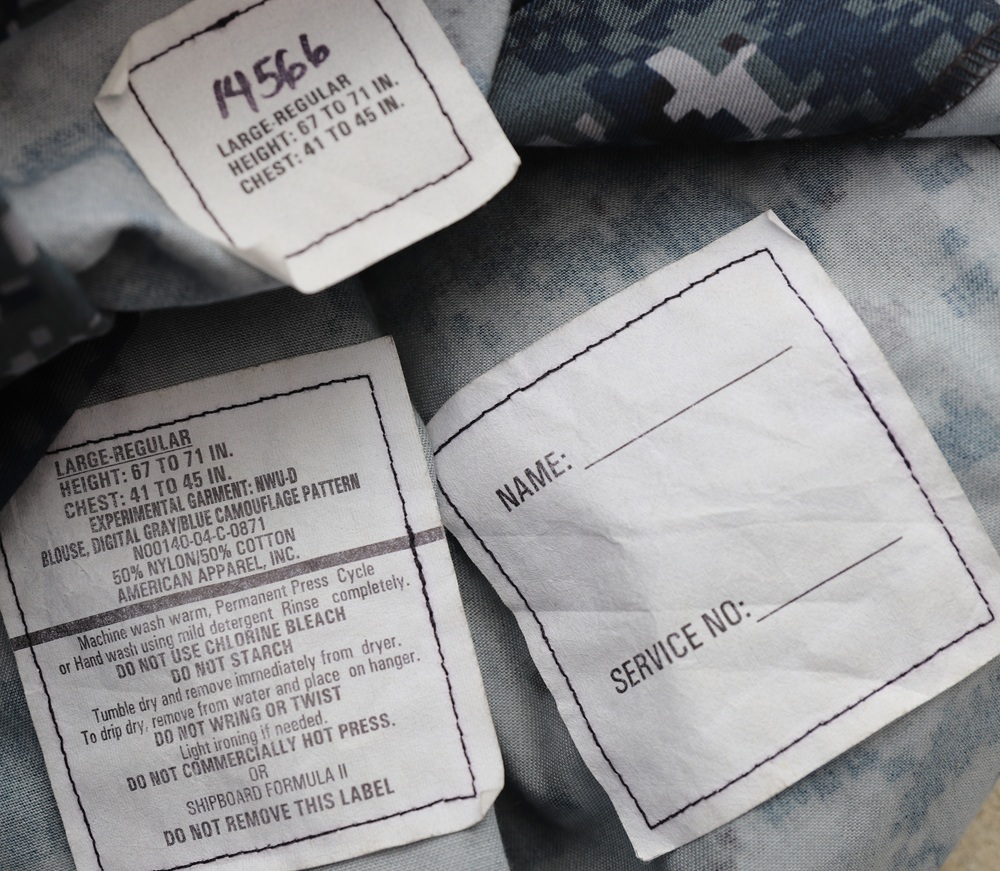 14566
LARGE-REGULAR
HEIGHT: 67 TO 71 IN.
CHEST: 41 TO 45 IN.
LARGE-REGULAR
HEIGHT: 67 TO 71 IN.
CHEST: 41 TO 45 IN.
EXPERIMENTAL GARMENT: NWU-D
BLOUSE, DIGITAL GRAY/BLUE CAMOUFLAGE PATTERN
N00140-04-C-0871
50% NYLON/50% COTTON
AMERICAN APPAREL, INC.
Machine wash warm, Permanent Press Cycle
or Hand wash using mild detergent Rinse completely.
DO NOT USE CHLORINE BLEACH
DO NOT STARCH
Tumble dry and remove immediately from dryer.
To drip dry, remove from water and place on hanger.
DO NOT WRING OR TWIST
Light ironing if needed.
DO NOT COMMERCIALLY HOT PRESS.
OR
SHIPBOARD FORMULA II
DO NOT REMOVE THIS LABEL
NAME:
SERVICE NO: